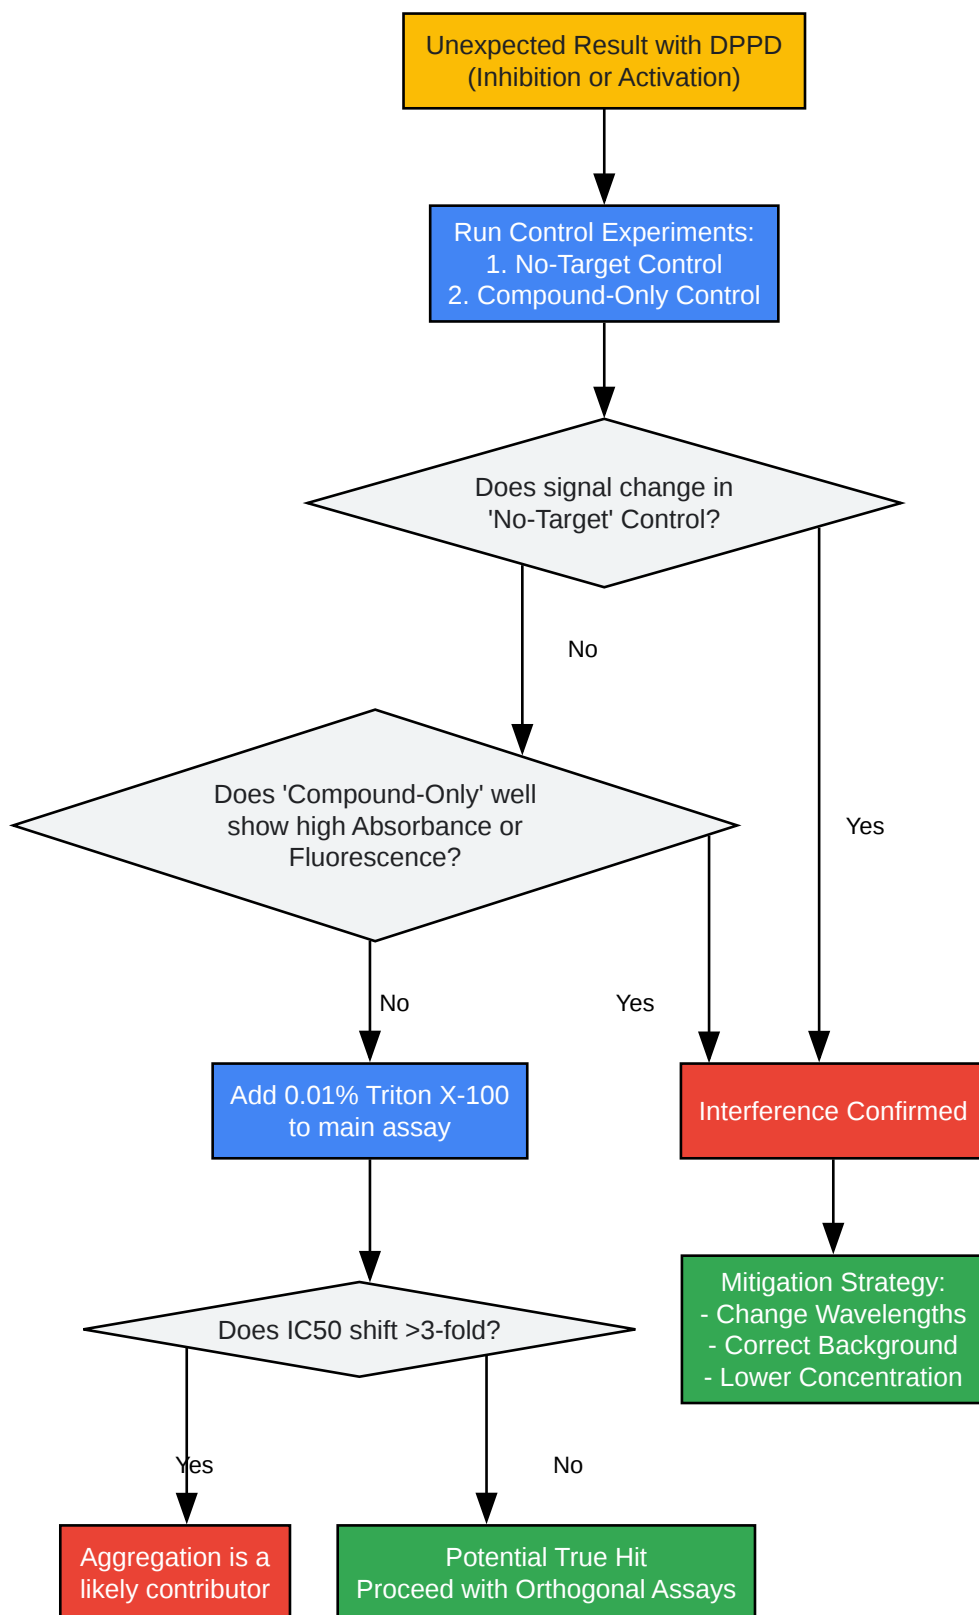 Unexpected Result with DPPD
(Inhibition or Activation)
Run Control Experiments:
1. No-Target Control
2. Compound-Only Control
Does signal change in
'No-Target' Control?
No
Does 'Compound-Only' well
show high Absorbance or
Fluorescence?
Yes
No
Yes
Add 0.01% Triton X-100
to main assay
Interference Confirmed
Does IC50 shift >3-fold?
Mitigation Strategy:
- Change Wavelengths
- Correct Background
- Lower Concentration
Yes
No
Aggregation is a
likely contributor
Potential True Hit
Proceed with Orthogonal Assays